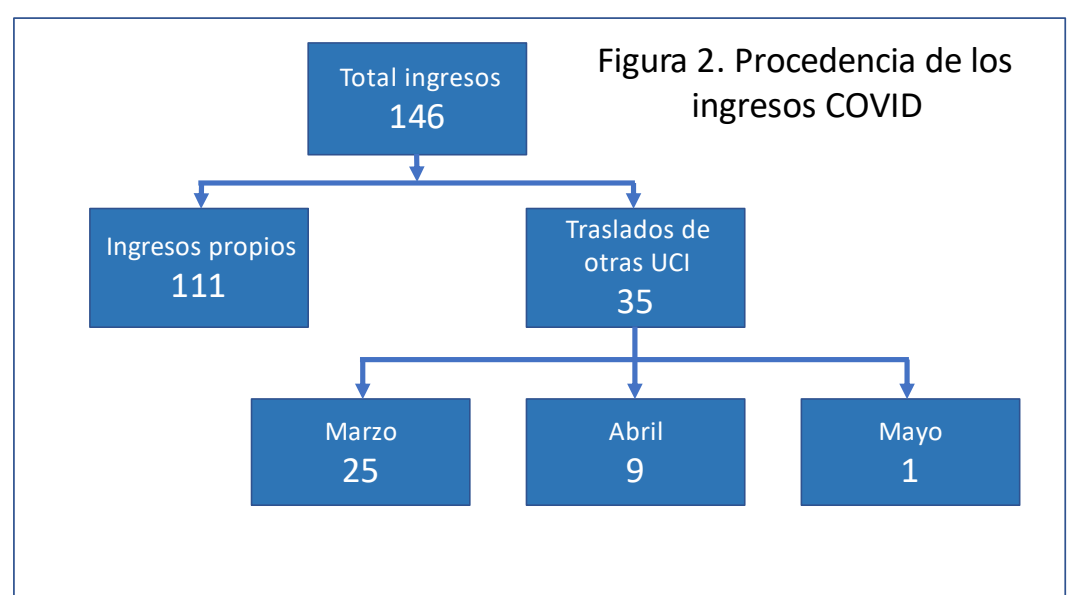 Figura 2. Procedencia de los
ingresos COVID
Total ingresos
146
Ingresos propios
111
Traslados de
otras UCI
35
Marzo
25
Abril
9
Mayo
1